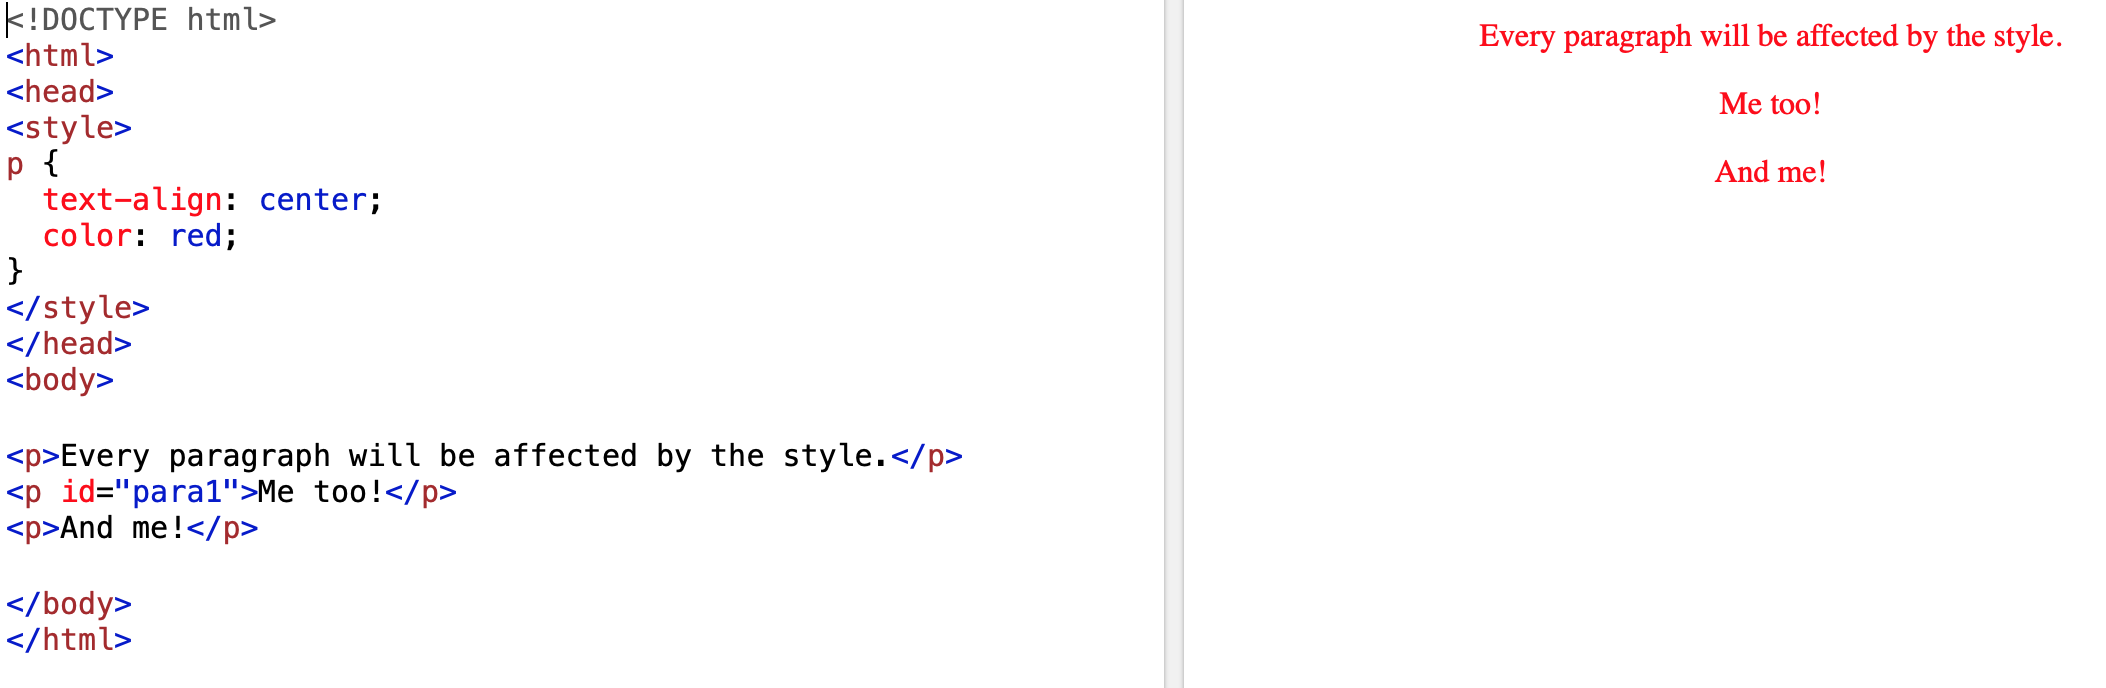 <!DOCTYPE html>
<html>
<head>
<style>
p {
  text-align: center;
  color: red;
}
</style>
</head>
<body>

<p>Every paragraph will be affected by the style.</p>
<p id="para1">Me too!</p>
<p>And me!</p>

</body>
</html>
Every paragraph will be affected by the style.
Me too!
And me!